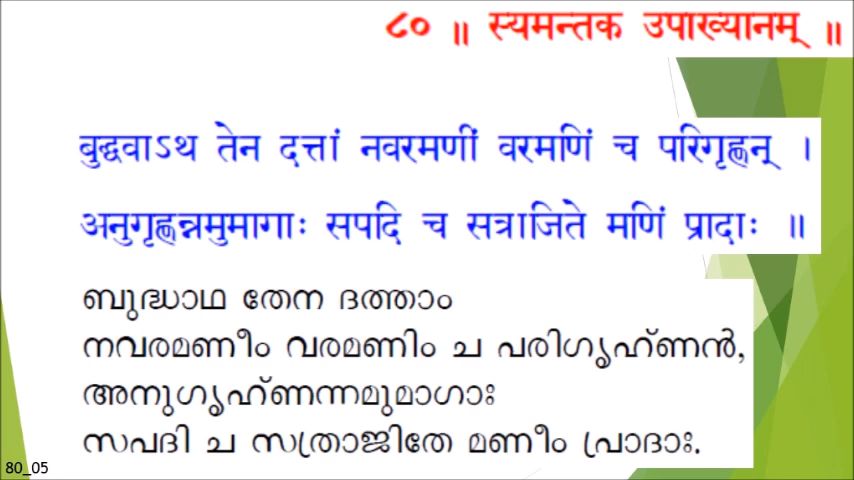 ८० ॥ स्यमन्तक उपाख्यानम् ॥
बुद्धवाऽथ तेन दत्तां नवरमणीं वरमणिं च परिगृह्णन् ।
अनुगृह्णन्नमुमागाः सपदि च सत्राजिते मणिं प्रादाः ॥
ബുദ്ധാഥ തേന ദത്താം
നവരമണീം വരമണിം ച പരിഗൃഹ്ണൻ,
അനുഗൃഹ്ണന്നമുമാഗാഃ
സപദി ച സത്രാജിതേ മണീം പ്രാദാഃ.
80_05